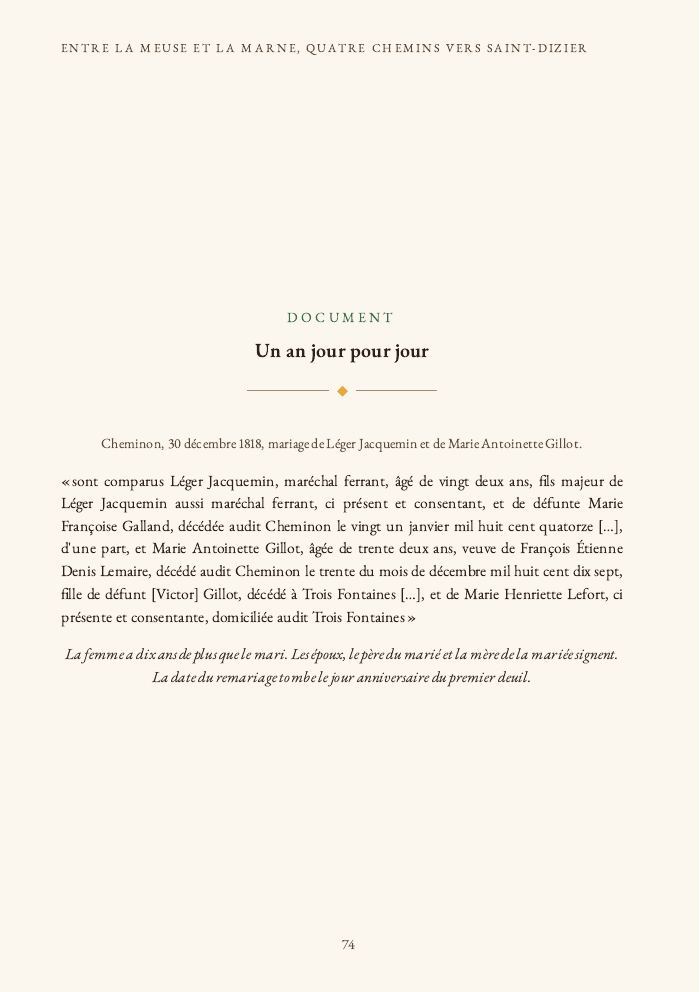 ENTRE LA MEUSE ET LA MARNE, QUATRE CHEMINS VERS SAINT-DIZIER
DOCUMENT
Un an jour pour jour
Cheminon, 30 décembre 1818, mariage de Léger Jacquemin et de Marie Antoinette Gillot.
« sont comparus Léger Jacquemin, maréchal ferrant, âgé de vingt deux ans, fils majeur de
Léger Jacquemin aussi maréchal ferrant, ci présent et consentant, et de défunte Marie
Françoise Galland, décédée audit Cheminon le vingt un janvier mil huit cent quatorze [...],
d'une part, et Marie Antoinette Gillot, âgée de trente deux ans, veuve de François Étienne
Denis Lemaire, décédé audit Cheminon le trente du mois de décembre mil huit cent dix sept,
fille de défunt [Victor] Gillot, décédé à Trois Fontaines [...], et de Marie Henriette Lefort, ci
présente et consentante, domiciliée audit Trois Fontaines »
La femme a dix ans de plus que le mari. Les époux, le père du marié et la mère de la mariée signent.
La date du remariage tombe le jour anniversaire du premier deuil.
74